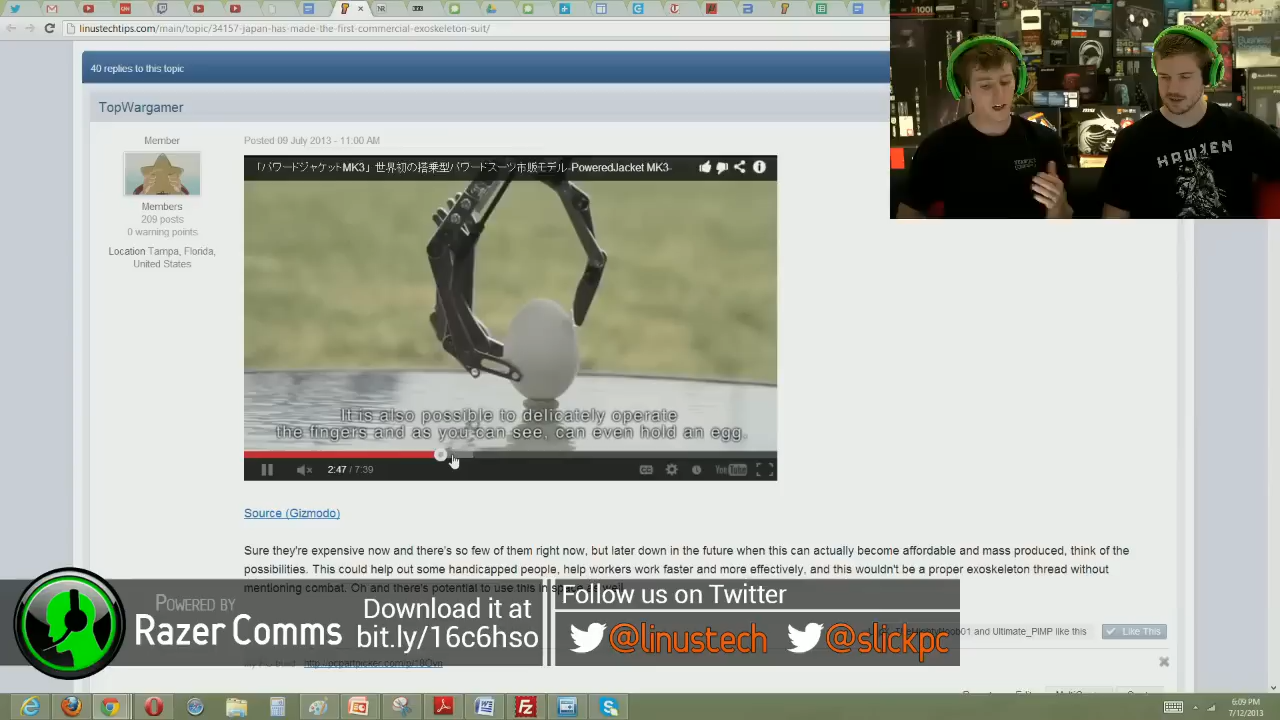 linustechtips.com/main/topic/34157-japan-has-made-the-first-commercial-exoskeleton-suit/
40 replies to this topic
TopWargamer
Member
Posted 09 July 2013 - 11:00 AM
「パワードジャケットMK3」世界初の搭乗型パワードスーツ市販モデル-PoweredJacket MK3-
Members
209 posts
0 warning points
Location Tampa, Florida,
United States
It is also possible to delicately operate
the fingers and as you can see, can even hold an egg.
2:47 / 7:39
CC
YouTube
Source (Gizmodo)
Sure they're expensive now and there's so few of them right now, but later down in the future when this can actually become affordable and mass produced, think of the
possibilities. This could help out some handicapped people, help workers work faster and more effectively, and this wouldn't be a proper exoskeleton thread without
mentioning combat. Oh and there's potential to use this in
and Ultimate_PIMP like this
Like This
POWERED BY
Razer Comms
Download it at
bit.ly/16c6hso
Follow us on Twitter
@linustech
@slickpc
HAWKEN
msi
H100i
6:09 PM
7/12/2013